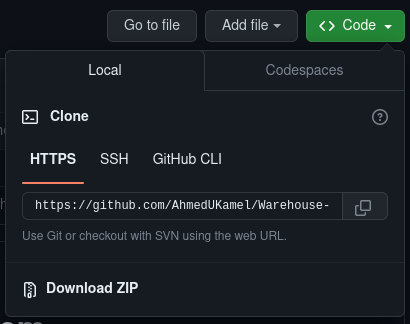 Go to file Add file Code
Local Codespaces
Clone
HTTPS SSH GitHub CLI
https://github.com/AhmedUKamel/Warehouse-
Use Git or checkout with SVN using the web URL.
Download ZIP